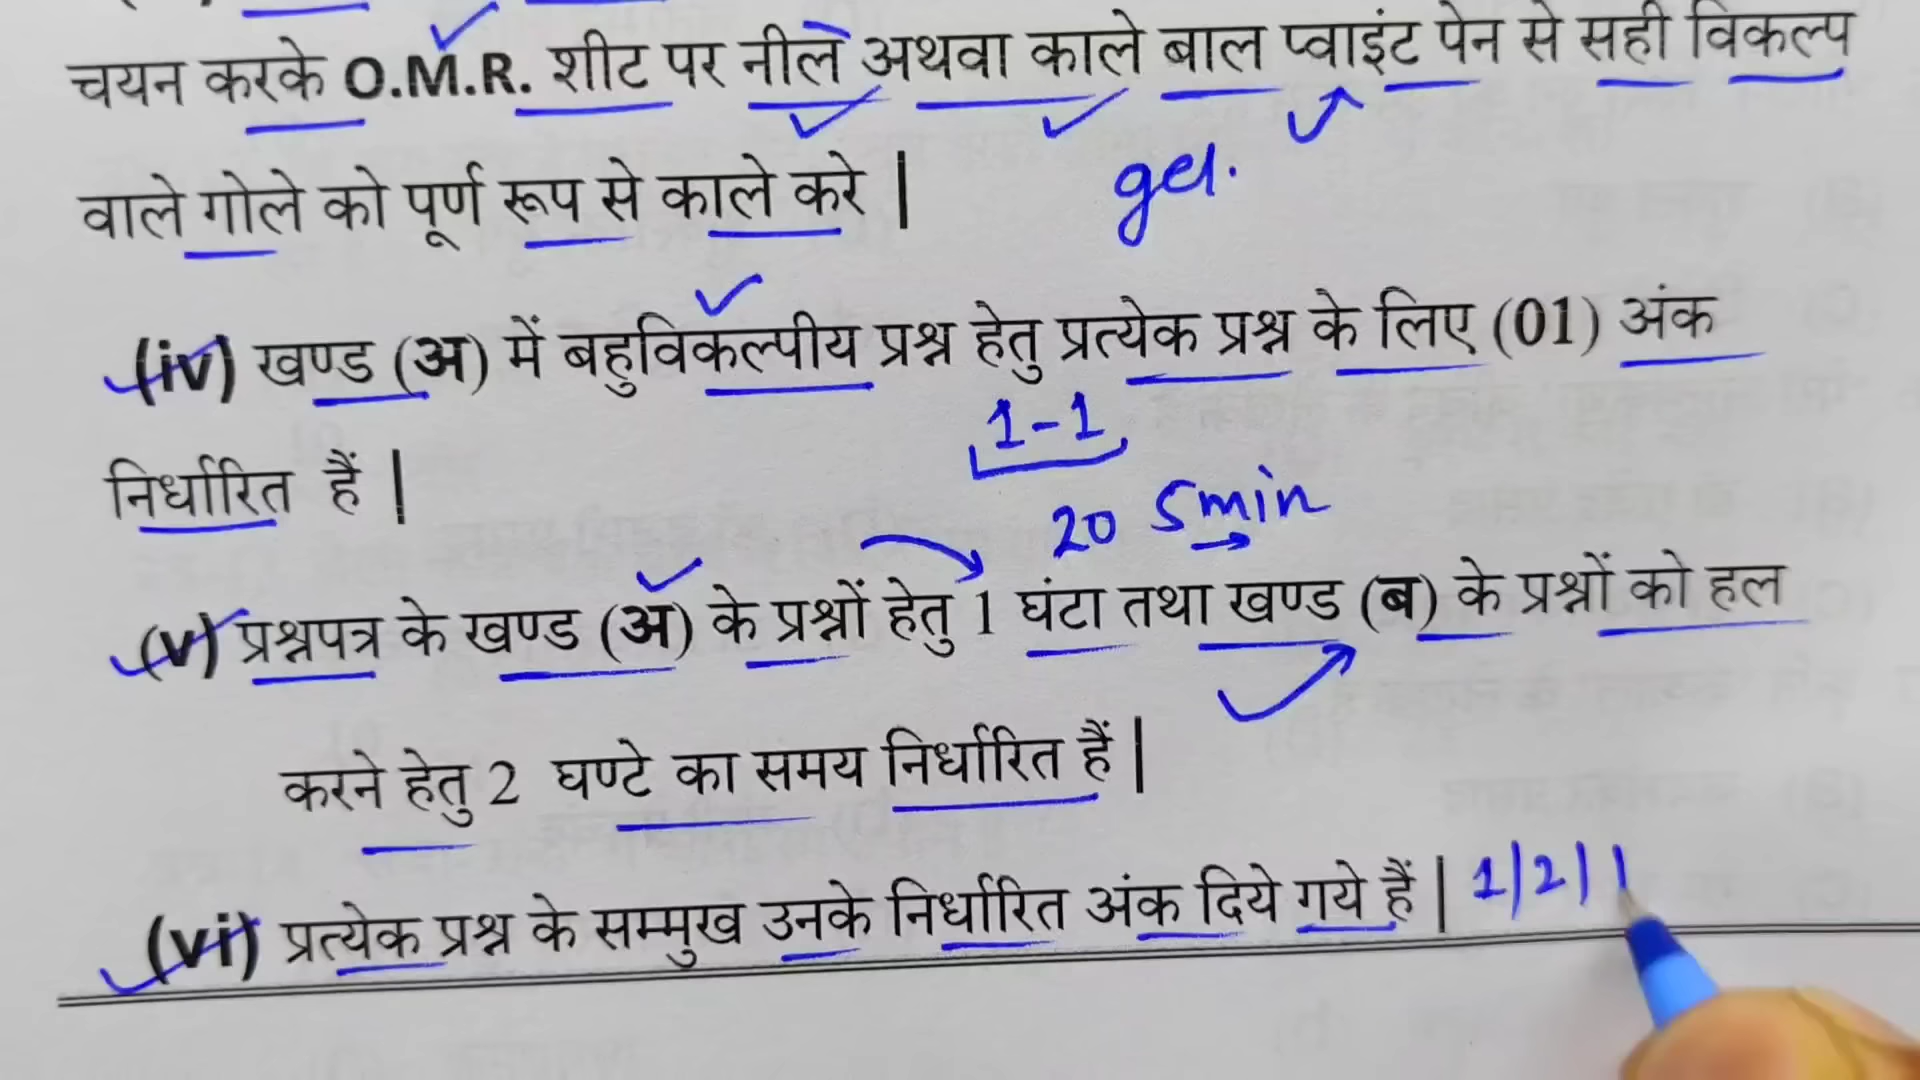 चयन करके O.M.R. शीट पर नीले अथवा काले बाल प्वाइंट पेन से सही विकल्प
वाले गोले को पूर्ण रूप से काले करे |
gel.
(iv) खण्ड (अ) में बहुविकल्पीय प्रश्न हेतु प्रत्येक प्रश्न के लिए (01) अंक
1-1
निर्धारित हैं |
20 5min
(v) प्रश्नपत्र के खण्ड (अ) के प्रश्नों हेतु 1 घंटा तथा खण्ड (ब) के प्रश्नों को हल
करने हेतु 2 घण्टे का समय निर्धारित हैं |
(vi) प्रत्येक प्रश्न के सम्मुख उनके निर्धारित अंक दिये गये हैं | 1|2||